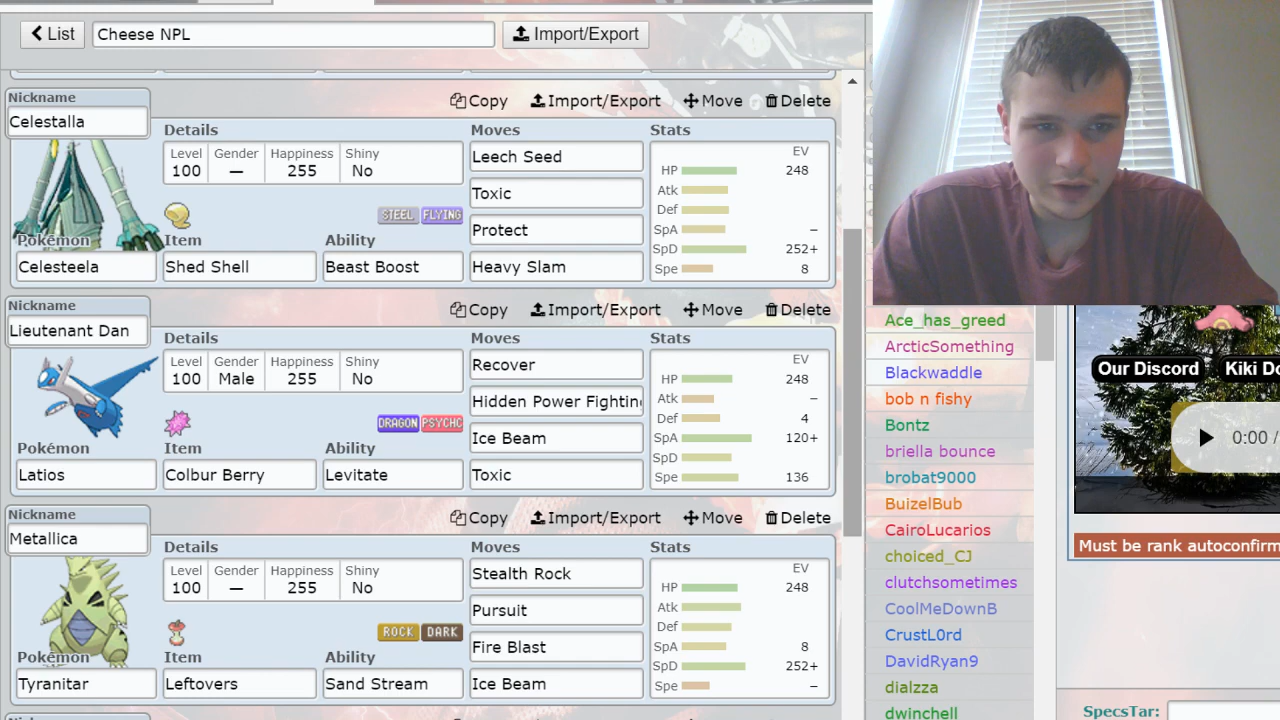 List
Cheese NPL
Import/Export
Nickname
Celestalla
Copy
Import/Export
Move
Delete
Details
Moves
Stats
Level
Gender
Happiness
Shiny
100
—
255
No
Leech Seed
Toxic
Protect
Heavy Slam
EV
HP 248
Atk
Def
SpA –
SpD 252+
Spe 8
STEEL FLYING
Pokémon
Item
Ability
Celesteela
Shed Shell
Beast Boost
Nickname
Lieutenant Dan
Copy
Import/Export
Move
Delete
Details
Moves
Stats
Level
Gender
Happiness
Shiny
100
Male
255
No
Recover
Hidden Power Fighting
Ice Beam
Toxic
EV
HP 248
Atk –
Def 4
SpA 120+
SpD
Spe 136
DRAGON PSYCHC
Pokémon
Item
Ability
Latios
Colbur Berry
Levitate
Nickname
Metallica
Copy
Import/Export
Move
Delete
Details
Moves
Stats
Level
Gender
Happiness
Shiny
100
—
255
No
Stealth Rock
Pursuit
Fire Blast
Ice Beam
EV
HP 248
Atk
Def
SpA 8
SpD 252+
Spe –
ROCK DARK
Pokémon
Item
Ability
Tyranitar
Leftovers
Sand Stream
Ace_has_greed
ArcticSomething
Blackwaddle
bob n fishy
Bontz
briella bounce
brobat9000
BuizelBub
CairoLucarios
choiced_CJ
clutchsometimes
CoolMeDownB
CrustL0rd
DavidRyan9
dialzza
dwinchell
Our Discord
Kiki Do
0:00 /
Must be rank autoconfirm
SpecsTar: